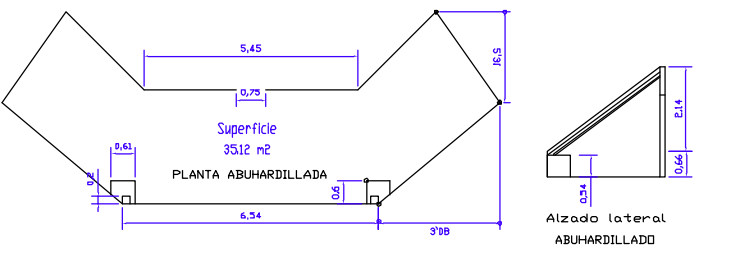 5,45
5,31
0,75
Superficie
35.12 m2
0,61
PLANTA ABUHARDILLADA
0,2
0,6
6,54
3'08
2,14
0,66
0,54
Alzado lateral
ABUHARDILLADO